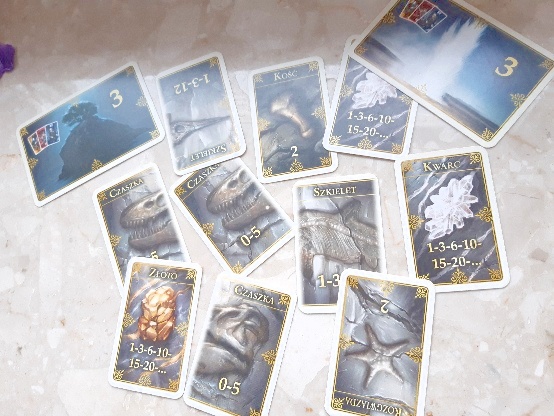 3
1-3-12
SZKIELET
KOŚĆ
2
1-3-6-10-
15-20-...
3
CZASZKA
CZASZKA
0-5
SZKIELET
1-3
KWARC
1-3-6-10-
15-20-...
ZŁOTO
1-3-6-10-
15-20-...
CZASZKA
0-5
2
ROZGWIAZDA